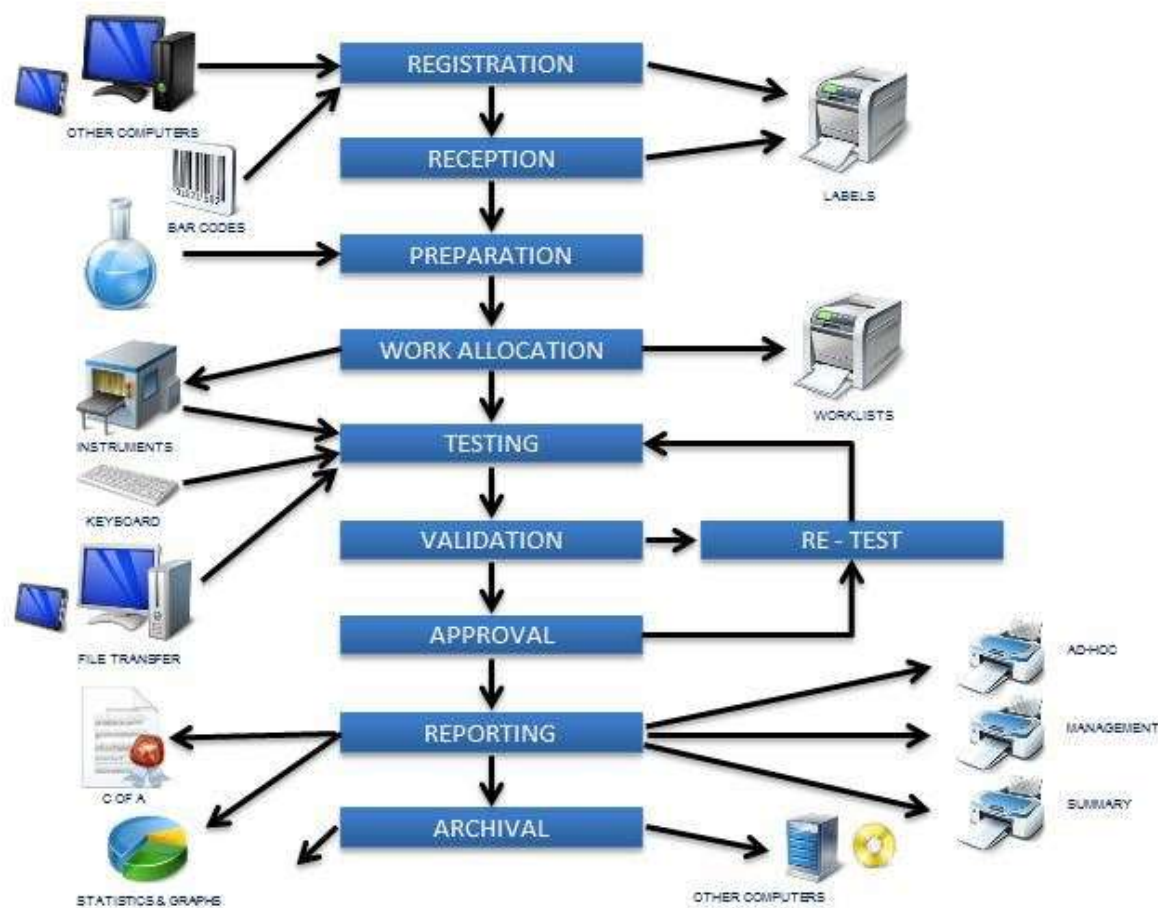 REGISTRATION
OTHER COMPUTERS
RECEPTION
LABELS
BAR CODES
PREPARATION
WORK ALLOCATION
WORKLISTS
INSTRUMENTS
TESTING
KEYBOARD
VALIDATION
RE - TEST
APPROVAL
FILE TRANSFER
AD-HOC
REPORTING
MANAGEMENT
C OF A
SUMMARY
ARCHIVAL
STATISTICS & GRAPHS
OTHER COMPUTERS